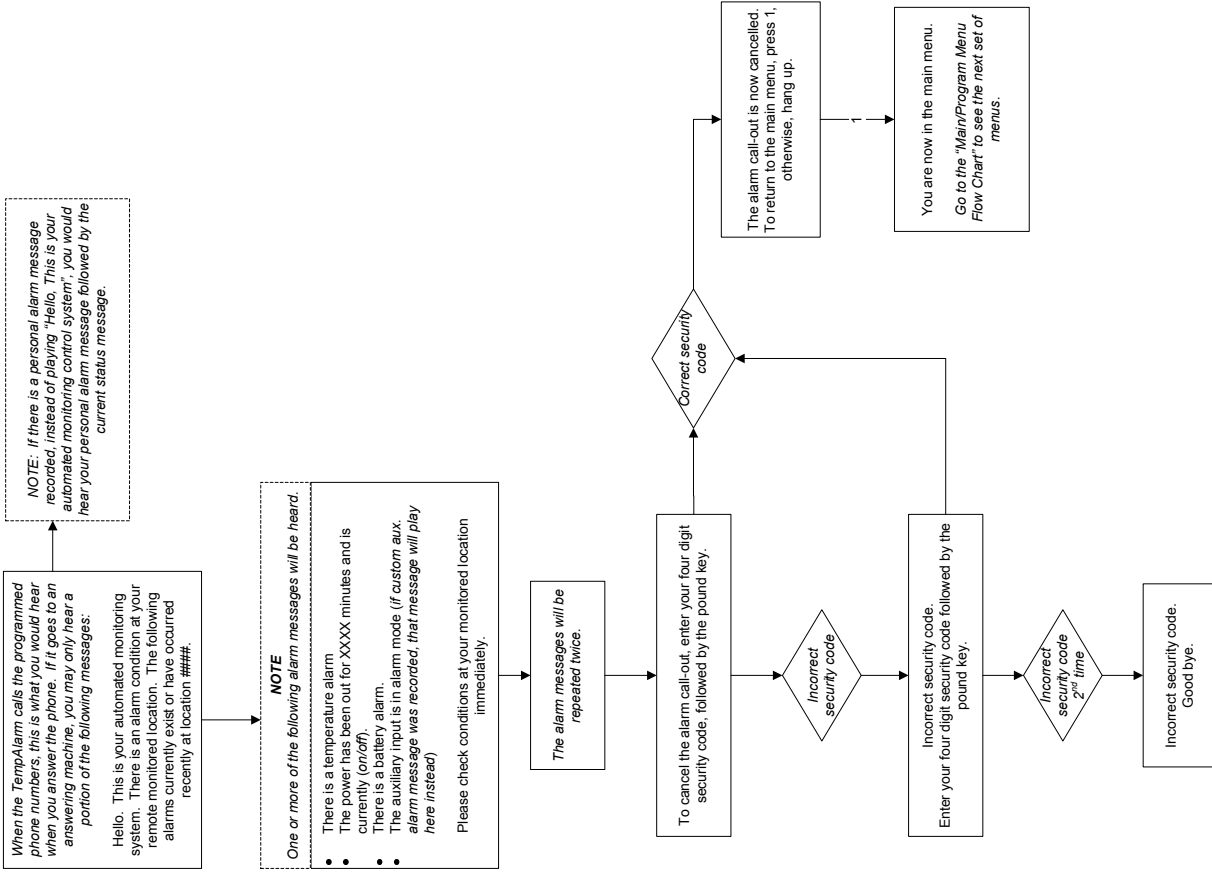 When the TempAlarm calls the programmed
phone numbers, this is what you would hear
when you answer the phone. If it goes to an
answering machine, you may only hear a
portion of the following messages:
Hello. This is your automated monitoring
system. There is an alarm condition at your
remote monitored location. The following
alarms currently exist or have occurred
recently at location ####.
NOTE: If there is a personal alarm message
recorded, instead of playing "Hello, This is your
automated monitoring control system", you would
hear your personal alarm message followed by the
current status message.
NOTE
One or more of the following alarm messages will be heard.
• There is a temperature alarm
• The power has been out for XXXX minutes and is
currently (on/off).
• There is a battery alarm.
• The auxiliary input is in alarm mode (if custom aux.
alarm message was recorded, that message will play
here instead)
Please check conditions at your monitored location
immediately.
The alarm messages will be
repeated twice.
To cancel the alarm call-out, enter your four digit
security code, followed by the pound key.
Correct security
code
The alarm call-out is now cancelled.
To return to the main menu, press 1,
otherwise, hang up.
1
You are now in the main menu.
Go to the "Main/Program Menu
Flow Chart" to see the next set of
menus.
Incorrect
security code
Incorrect security code.
Enter your four digit security code followed by the
pound key.
Incorrect
security code
2nd time
Incorrect security code.
Good bye.